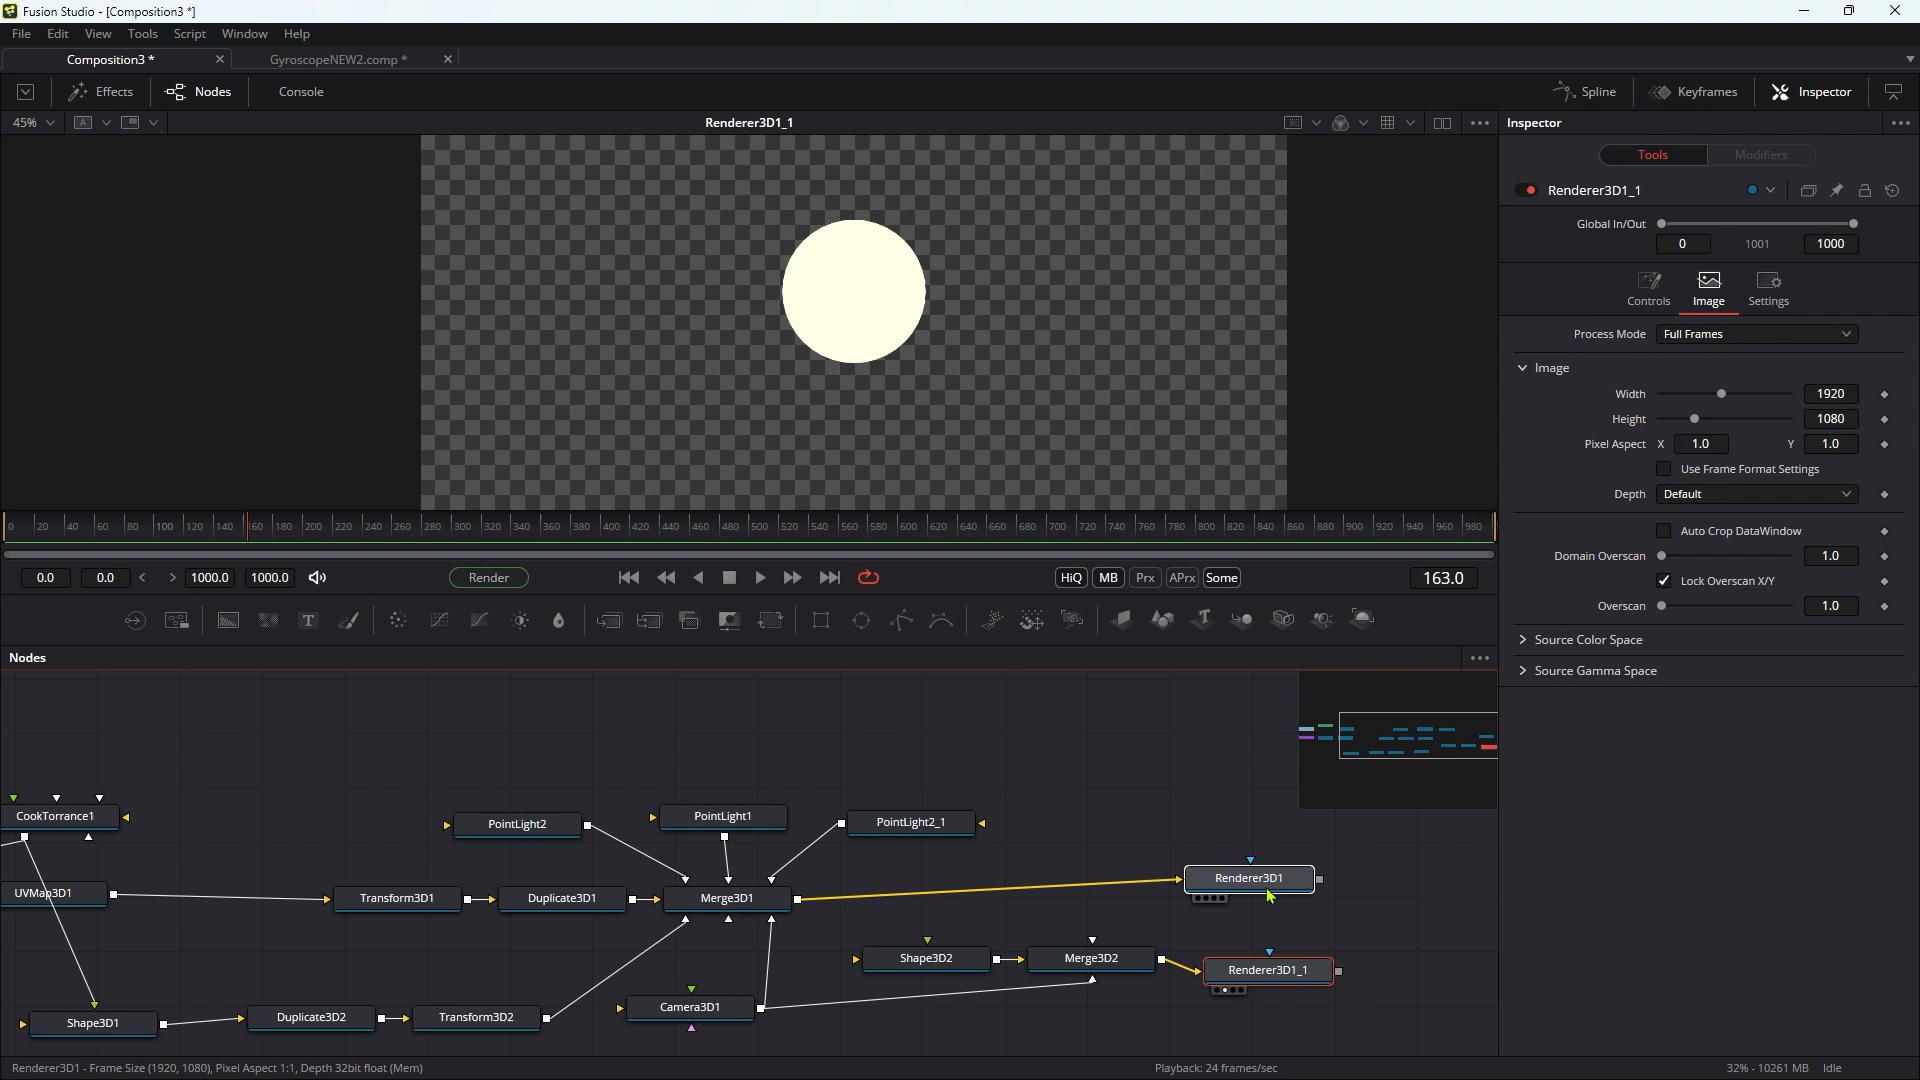 Fusion Studio - [Composition3 *]
File Edit View Tools Script Window Help
Composition3 * GyroscopeNEW2.comp *
Effects Nodes Console Spline Keyframes Inspector
45% A Renderer3D1_1 Inspector
Tools Modifiers
Renderer3D1_1
Global In/Out
0 1001 1000
Controls Image Settings
Process Mode Full Frames
Image
Width 1920
Height 1080
Pixel Aspect X 1.0 Y 1.0
Use Frame Format Settings
Depth Default
0 20 40 60 80 100 120 140 160 180 200 220 240 260 280 300 320 340 360 380 400 420 440 460 480 500 520 540 560 580 600 620 640 660 680 700 720 740 760 780 800 820 840 860 880 900 920 940 960 980
Auto Crop DataWindow
Domain Overscan 1.0
Lock Overscan X/Y
Overscan 1.0
Source Color Space
Source Gamma Space
0.0 0.0 < > 1000.0 1000.0 Render HiQ MB Prx APrx Some 163.0
Nodes
CookTorrance1 PointLight2 PointLight1 PointLight2_1
Renderer3D1
UVMap3D1 Transform3D1 Duplicate3D1 Merge3D1
Shape3D2 Merge3D2 Renderer3D1_1
Shape3D1 Duplicate3D2 Transform3D2 Camera3D1
Renderer3D1 - Frame Size (1920, 1080), Pixel Aspect 1:1, Depth 32bit float (Mem) Playback: 24 frames/sec 32% - 10261 MB Idle